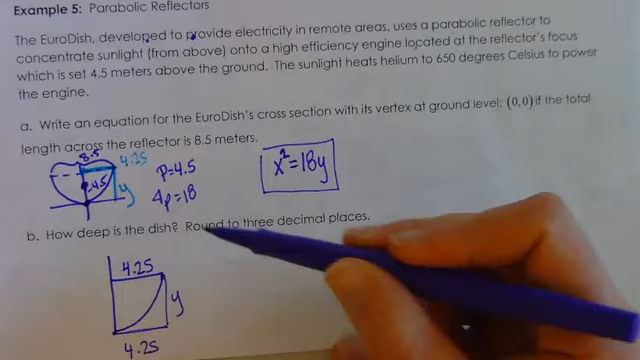 Example 5: Parabolic Reflectors
The EuroDish, developed to provide electricity in remote areas, uses a parabolic reflector to
concentrate sunlight (from above) onto a high efficiency engine located at the reflector's focus
which is set 4.5 meters above the ground. The sunlight heats helium to 650 degrees Celsius to power
the engine.
a. Write an equation for the EuroDish's cross section with its vertex at ground level; (0,0) if the total
length across the reflector is 8.5 meters.
8.5
4.25
4.5
y
p=4.5
4p=18
x²=18y
b. How deep is the dish? Round to three decimal places.
4.25
y
4.25